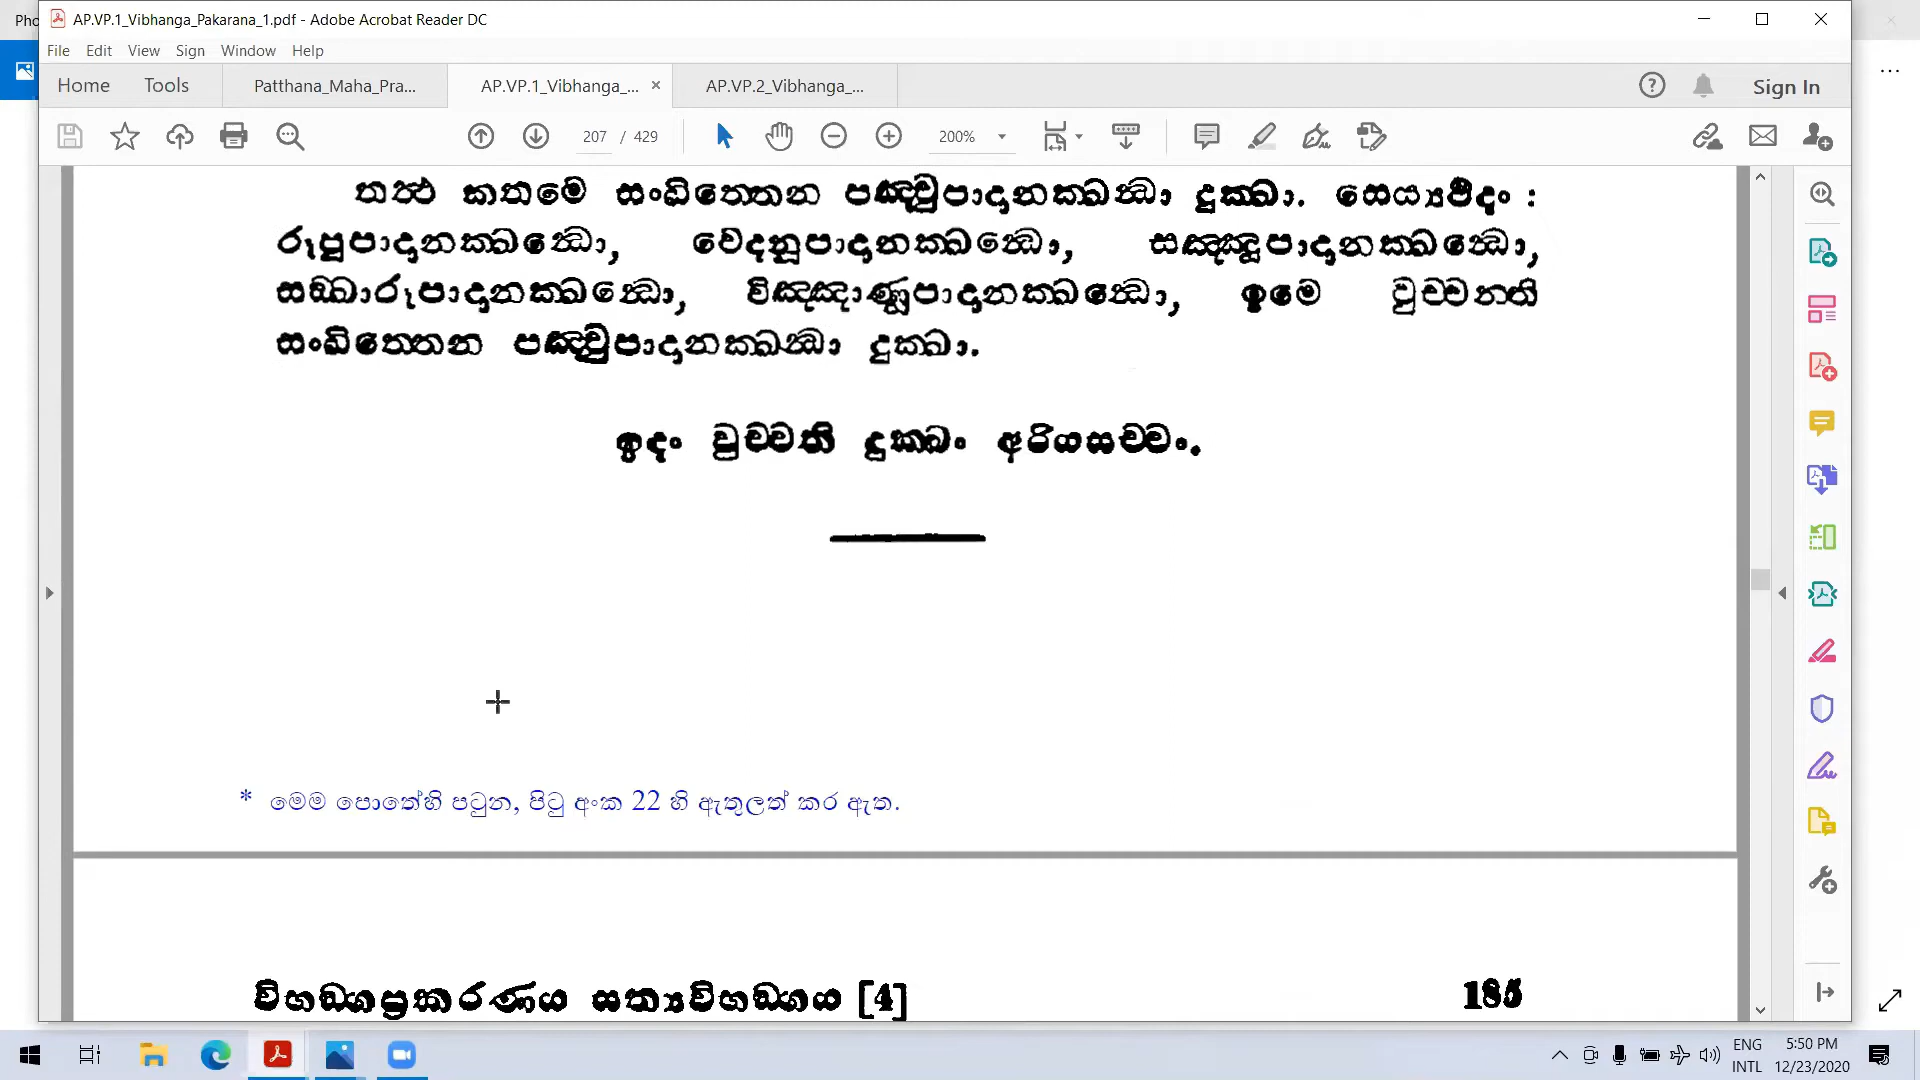 Pho
AP.VP.1_Vibhanga_Pakarana_1.pdf - Adobe Acrobat Reader DC
File Edit View Sign Window Help
Home Tools Patthana_Maha_Pra... AP.VP.1_Vibhanga_... AP.VP.2_Vibhanga_... Sign In
207 / 429 200%
තත්‍ථ කතමෙ සංඛිත්තෙන පඤ්චුපාදානක්ඛන්ධා දුක්ඛා. සෙය්‍යථිදං :
රූපුපාදානක්ඛන්ධො, වෙදනුපාදානක්ඛන්ධො, සඤ්ඤුපාදානක්ඛන්ධො,
සඞ්ඛාරුපාදානක්ඛන්ධො, විඤ්ඤාණුපාදානක්ඛන්ධො, ඉමෙ වුච්චන්ති
සංඛිත්තෙන පඤ්චුපාදානක්ඛන්ධා දුක්ඛා.
ඉදං වුච්චති දුක්ඛං අරියසච්චං.
* මෙම පොතේහි පටුන, පිටු අංක 22 හි ඇතුලත් කර ඇත.
විභඞ්ගප්‍රකරණය සත්‍යවිභඞ්ගය [4] 185
ENG 5:50 PM
INTL 12/23/2020